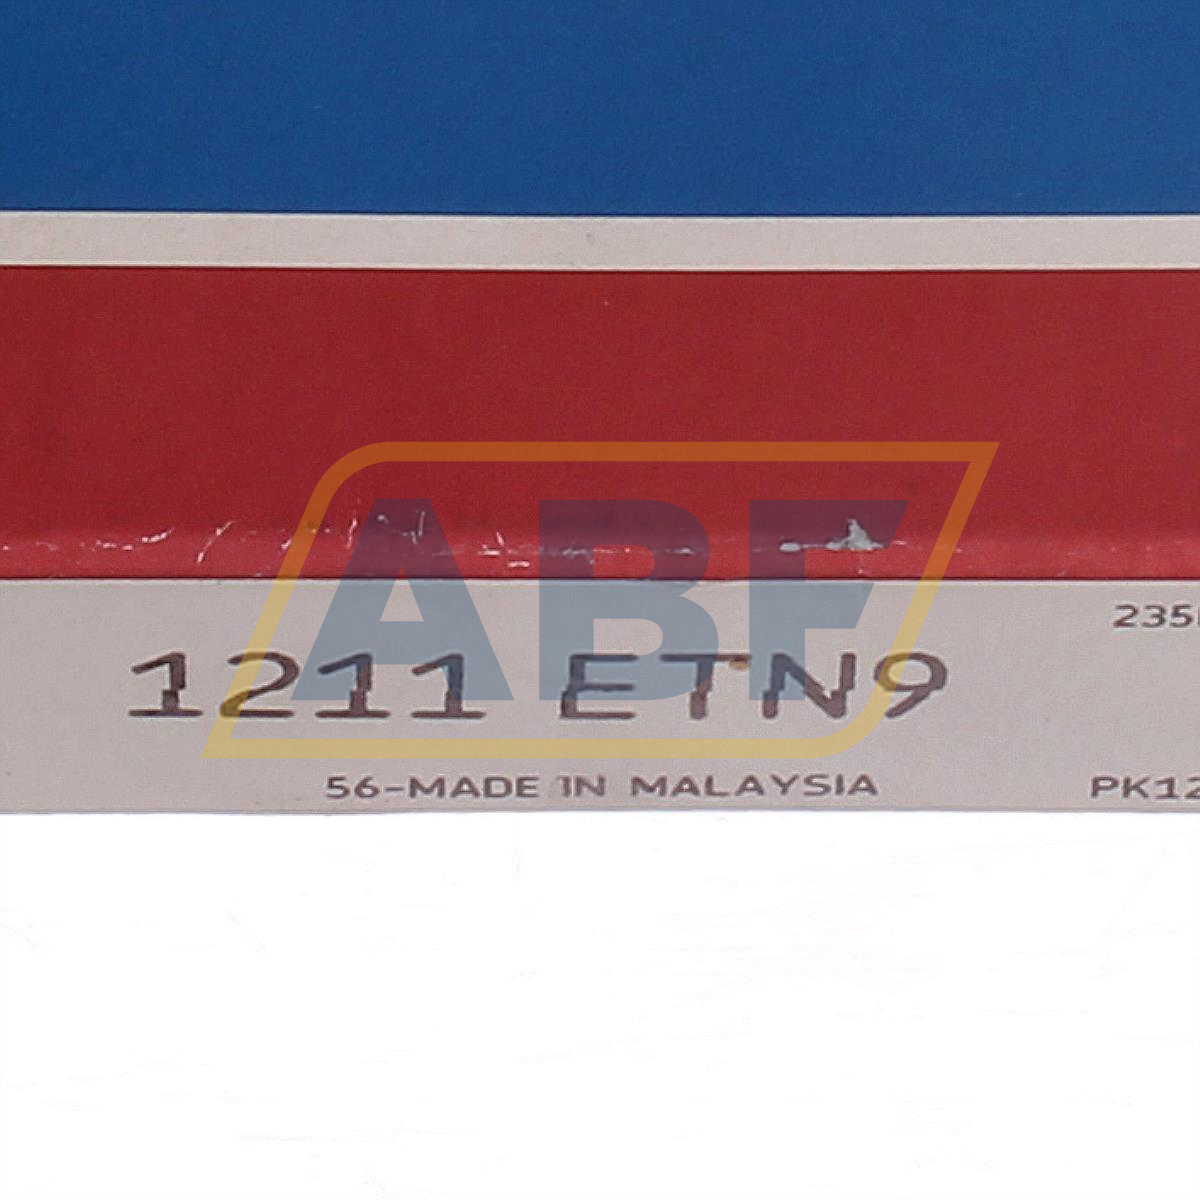 ABF
235
1211 ETN9
56-MADE IN MALAYSIA
PK12